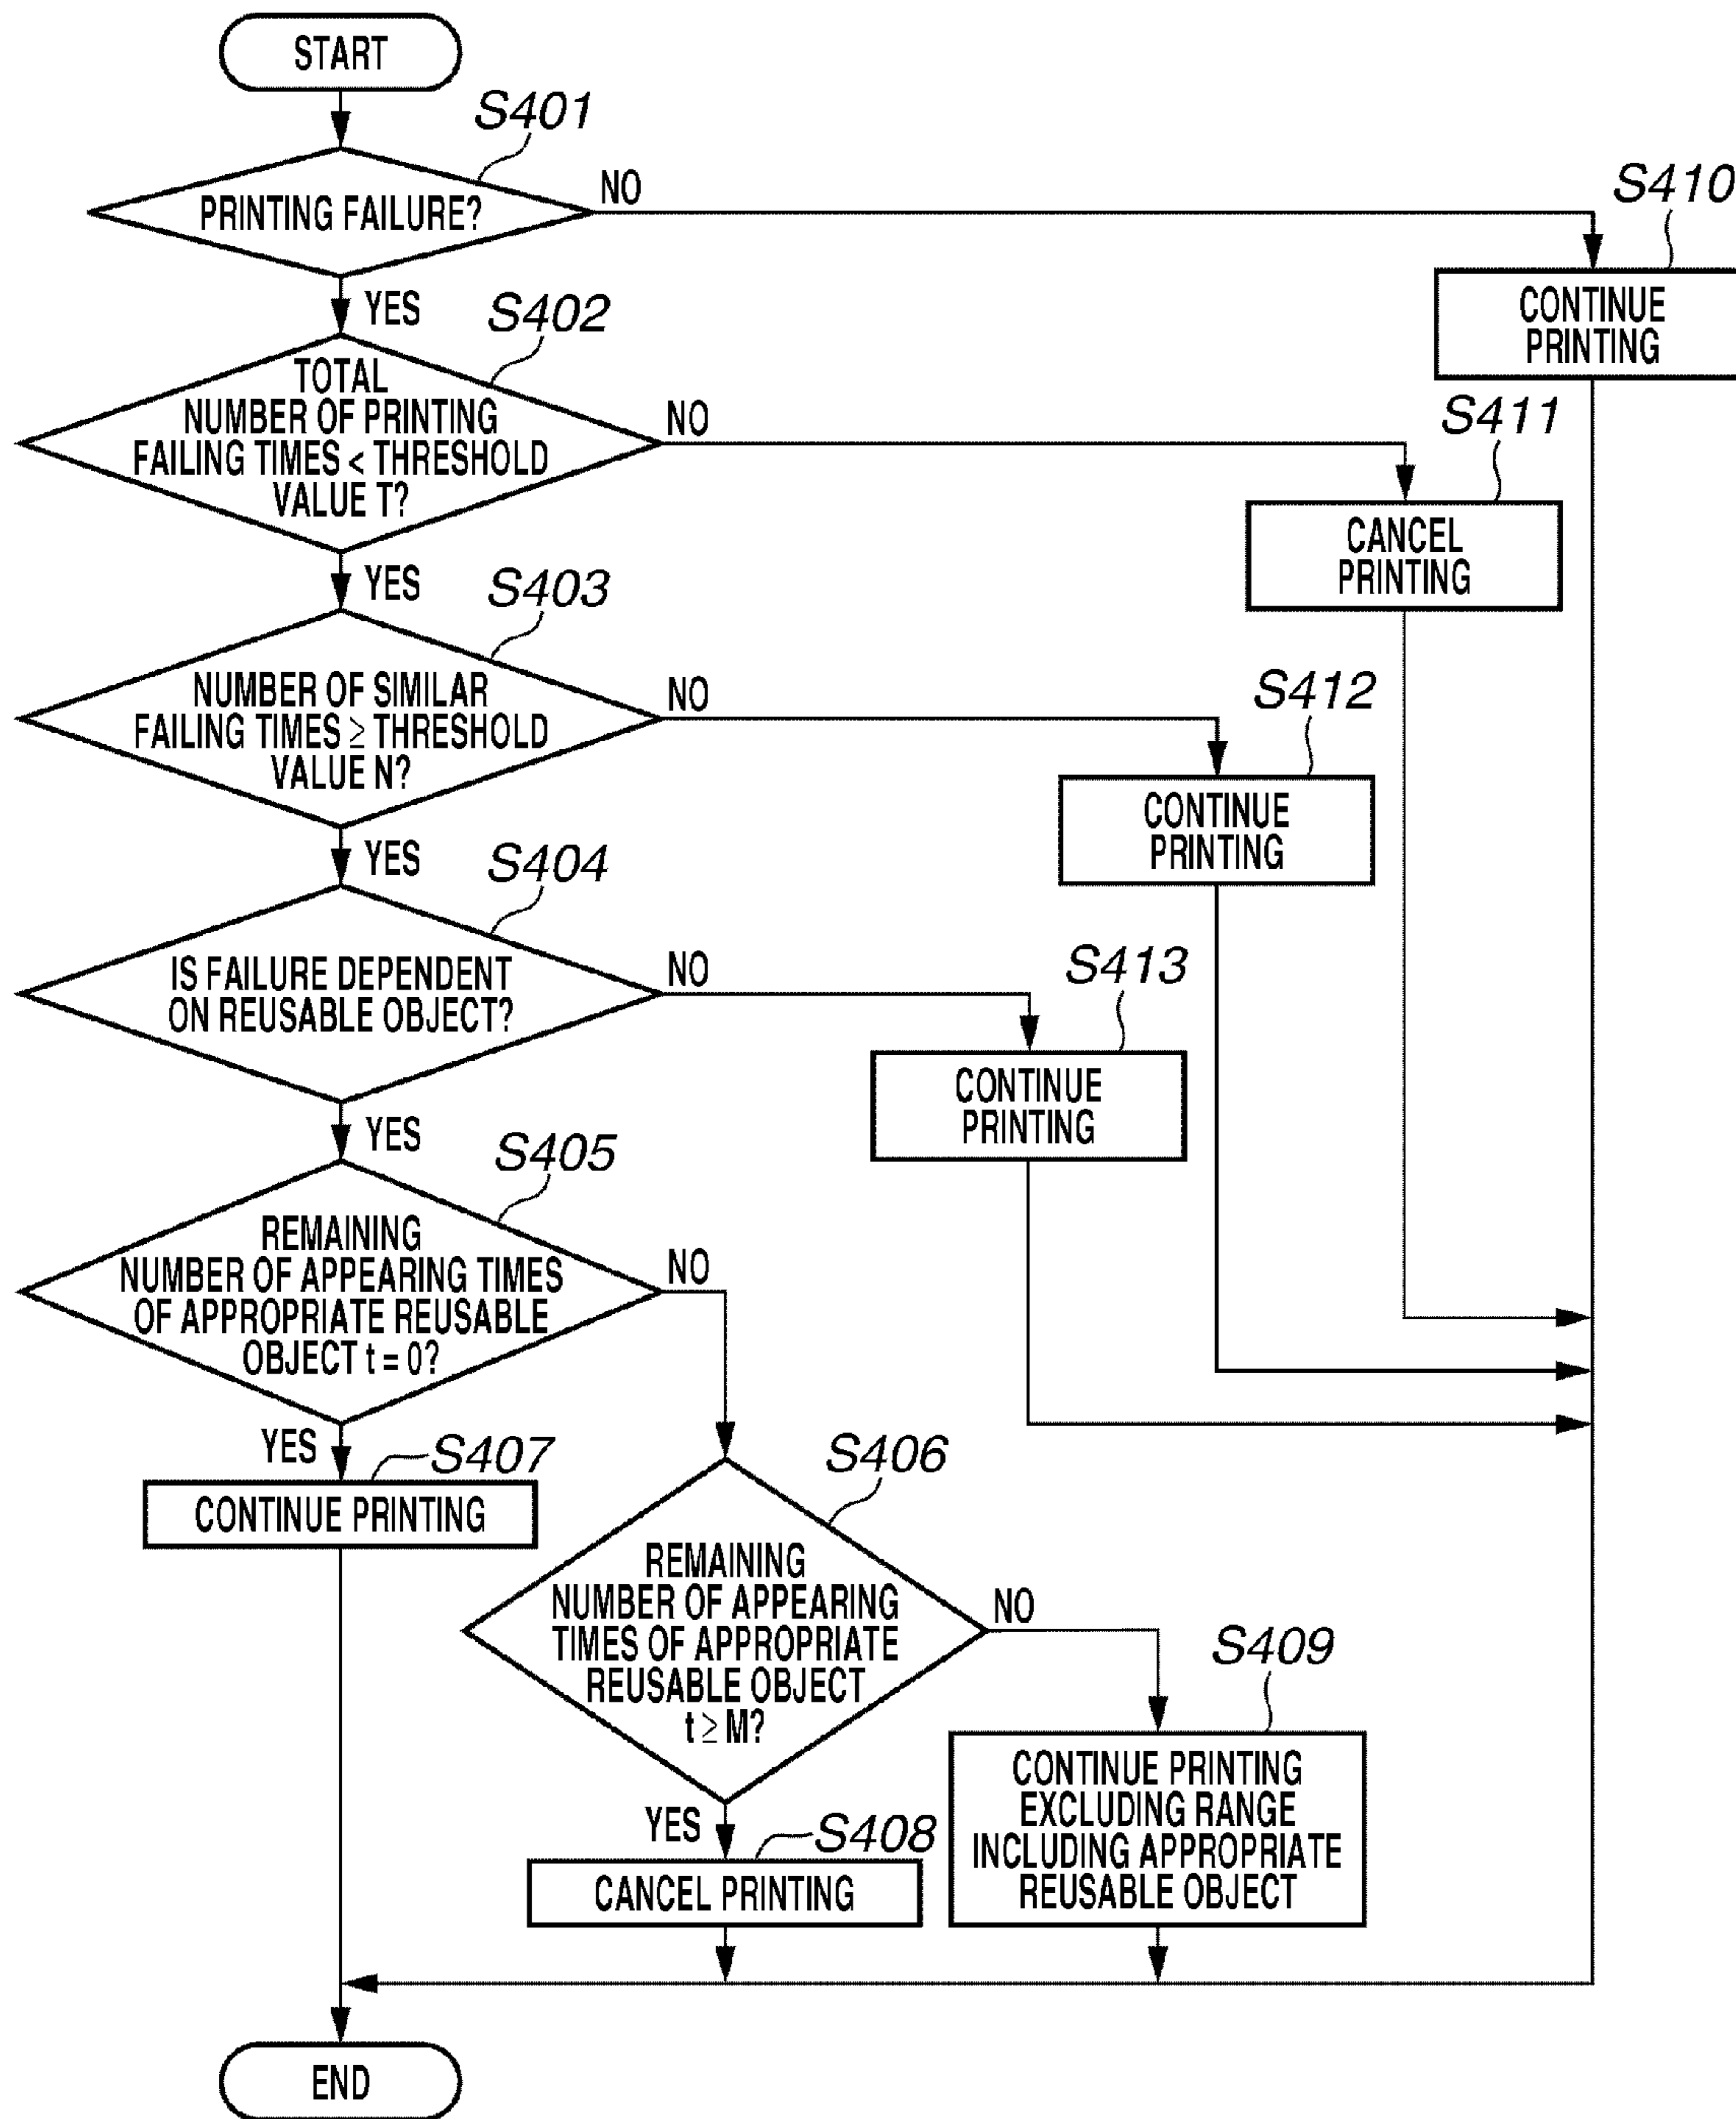 START
S401
PRINTING FAILURE?
NO
S410
CONTINUE
PRINTING
YES
S402
TOTAL
NUMBER OF PRINTING
FAILING TIMES < THRESHOLD
VALUE T?
NO
S411
CANCEL
PRINTING
YES
S403
NUMBER OF SIMILAR
FAILING TIMES ≥ THRESHOLD
VALUE N?
NO
S412
CONTINUE
PRINTING
YES
S404
IS FAILURE DEPENDENT
ON REUSABLE OBJECT?
NO
S413
CONTINUE
PRINTING
YES
S405
REMAINING
NUMBER OF APPEARING TIMES
OF APPROPRIATE REUSABLE
OBJECT t = 0?
NO
YES
S407
CONTINUE PRINTING
S406
REMAINING
NUMBER OF APPEARING
TIMES OF APPROPRIATE
REUSABLE OBJECT
t ≥ M?
NO
S409
CONTINUE PRINTING
EXCLUDING RANGE
INCLUDING APPROPRIATE
REUSABLE OBJECT
YES
S408
CANCEL PRINTING
END